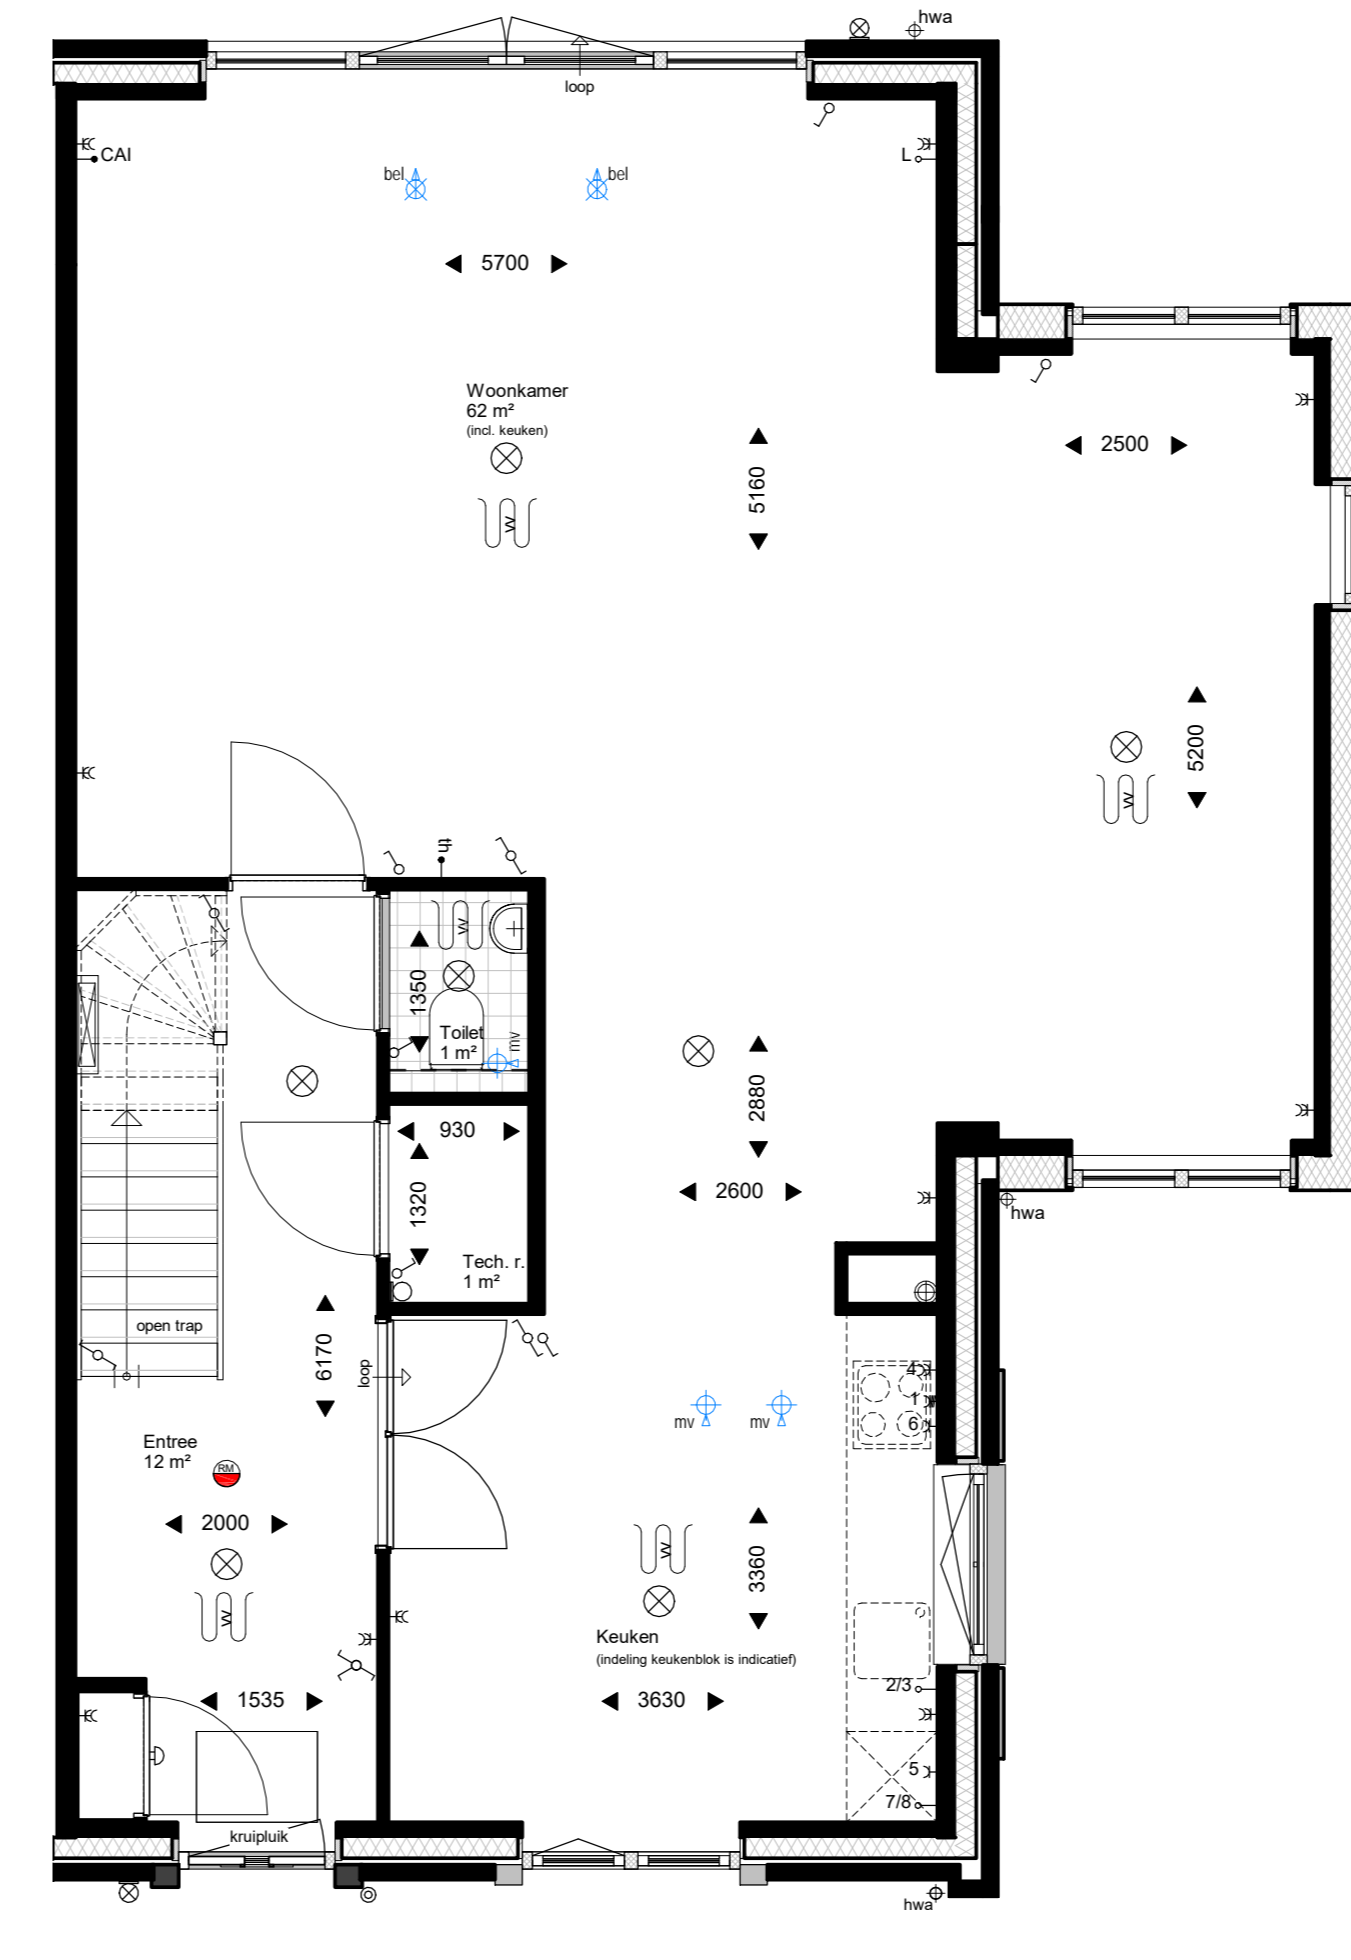 hwa
loop
CAI
L
bel
bel
5700
Woonkamer
62 m²
(incl. keuken)
W
5160
2500
5200
W
th
W
1350
Toilet
1 m²
mv
2880
930
1320
2600
hwa
Tech. r.
1 m²
open trap
6170
loop
4
1
6
mv
mv
Entree
12 m²
RM
2000
W
W
3360
Keuken
(indeling keukenblok is indicatief)
2/3
1535
3630
5
7/8
kruipluik
hwa